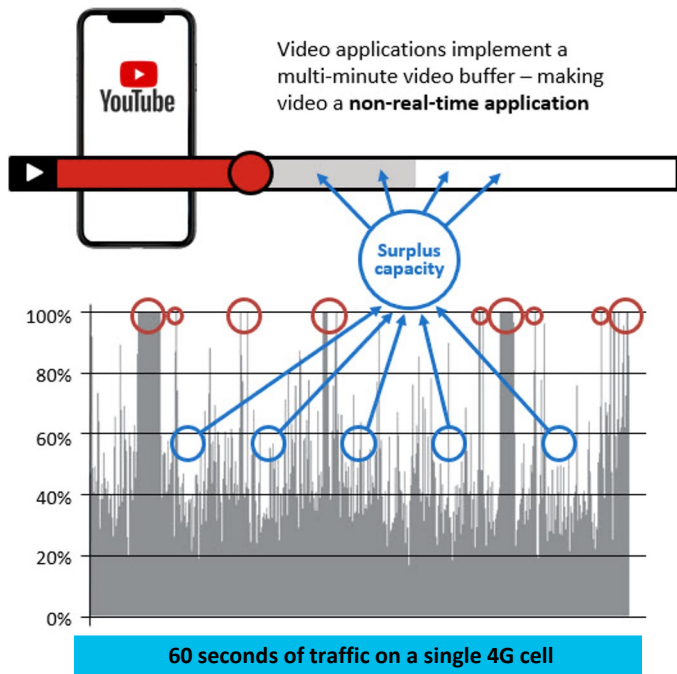 Video applications implement a
multi-minute video buffer – making
video a non-real-time application
YouTube
Surplus
capacity
100%
80%
60%
40%
20%
0%
60 seconds of traffic on a single 4G cell